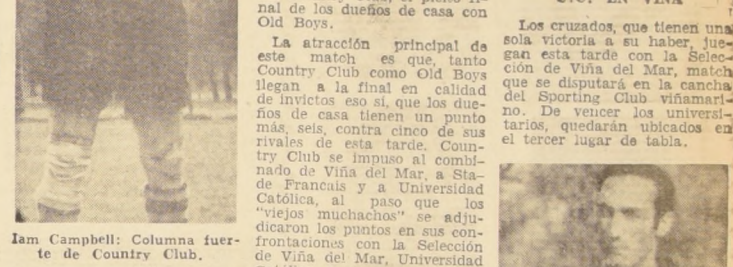 Iam Campbell: Columna fuer-
te de Country Club.
nal de los dueños de casa con
Old Boys.
La atracción principal de
este match es que, tanto
Country Club como Old Boys
llegan a la final en calidad
de invictos eso sí, que los due-
ños de casa tienen un punto
más, seis, contra cinco de sus
rivales de esta tarde. Coun-
try Club se impuso al combi-
nado de Viña del Mar, a Sta-
de Francais y a Universidad
Católica, al paso que los
"viejos muchachos" se adju-
dicaron los puntos en sus con-
frontaciones con la Selección
de Viña del Mar, Universidad
Los cruzados, que tienen una
sola victoria a su haber, jue-
gan esta tarde con la Selec-
ción de Viña del Mar, match
que se disputará en la cancha
del Sporting Club viñamari-
no. De vencer los universi-
tarios, quedarán ubicados en
el tercer lugar de tabla.